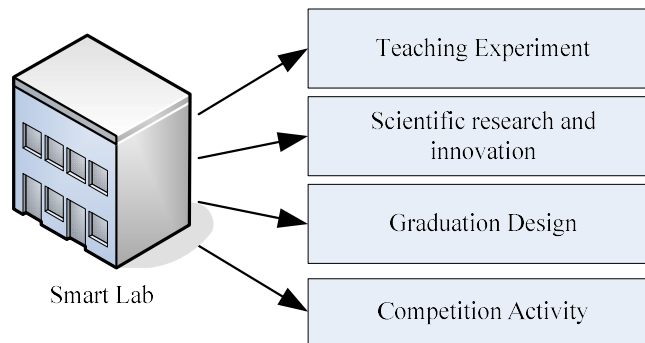 Teaching Experiment
Scientific research and
innovation
Graduation Design
Smart Lab
Competition Activity